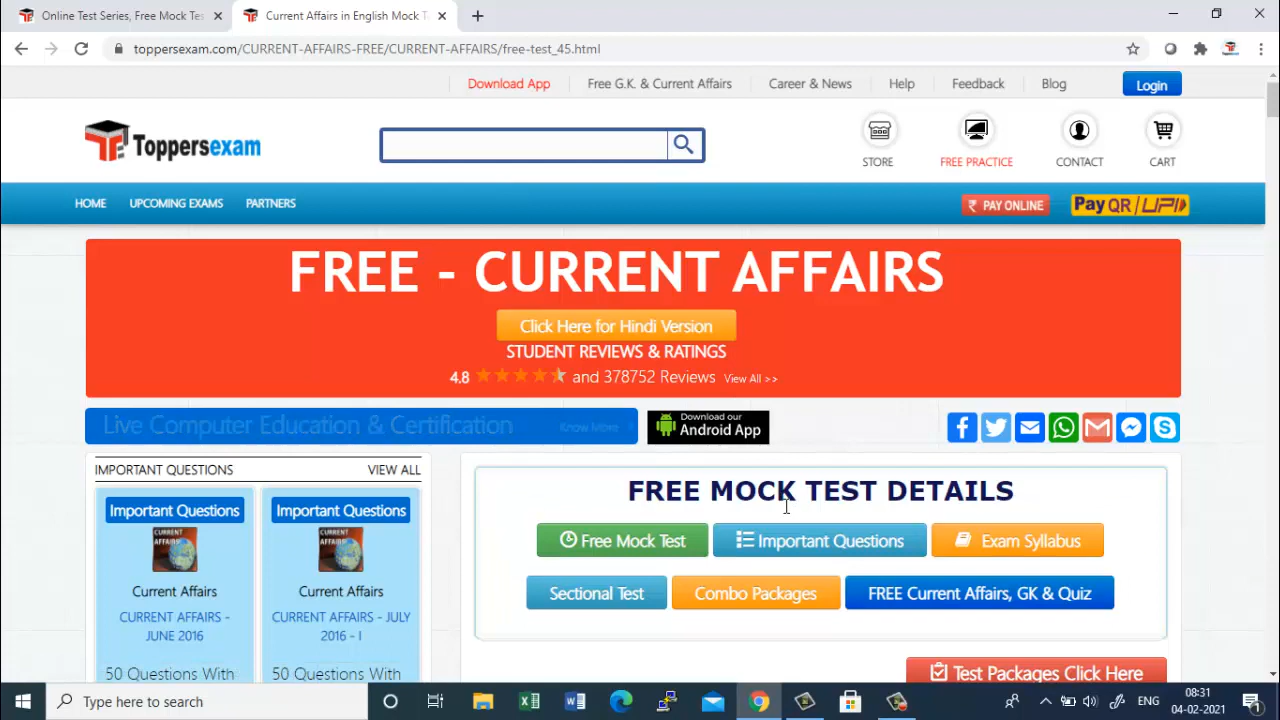 Online Test Series, Free Mock Tes
Current Affairs in English Mock T
toppersexam.com/CURRENT-AFFAIRS-FREE/CURRENT-AFFAIRS/free-test_45.html
Download App
Free G.K. & Current Affairs
Career & News
Help
Feedback
Blog
Login
Toppersexam
STORE
FREE PRACTICE
CONTACT
CART
HOME
UPCOMING EXAMS
PARTNERS
₹ PAY ONLINE
Pay QR/UPI
FREE - CURRENT AFFAIRS
Click Here for Hindi Version
STUDENT REVIEWS & RATINGS
4.8 and 378752 Reviews View All >>
Live Computer Education & Certification
Know More
Download our
Android App
IMPORTANT QUESTIONS
VIEW ALL
Important Questions
CURRENT AFFAIRS
Current Affairs
CURRENT AFFAIRS -
JUNE 2016
50 Questions With
Important Questions
CURRENT AFFAIRS
Current Affairs
CURRENT AFFAIRS - JULY
2016 - I
50 Questions With
FREE MOCK TEST DETAILS
Free Mock Test
Important Questions
Exam Syllabus
Sectional Test
Combo Packages
FREE Current Affairs, GK & Quiz
Test Packages Click Here
Type here to search
ENG
08:31
04-02-2021
1